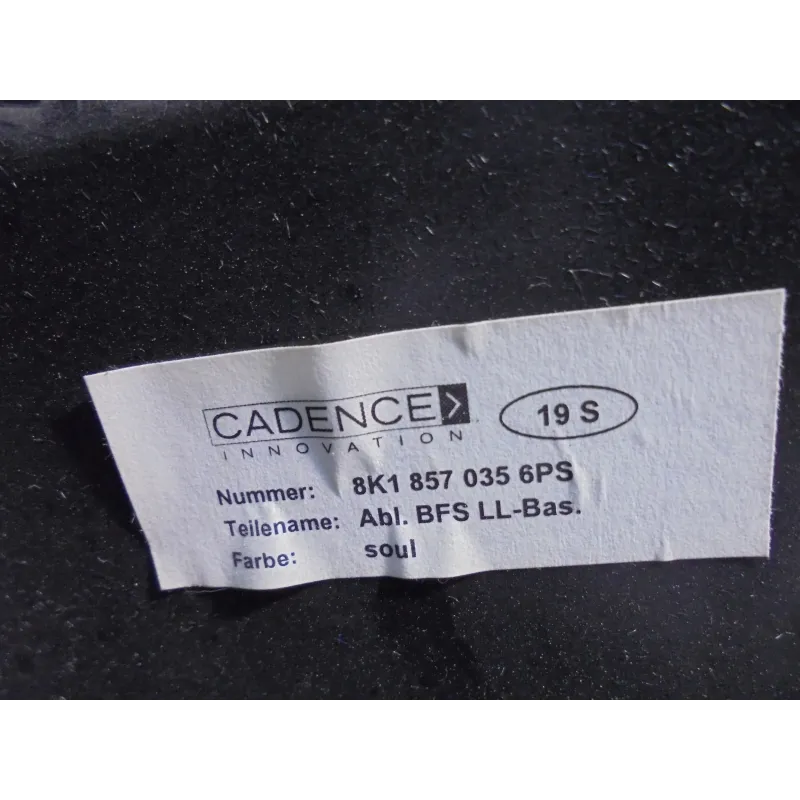 CADENCE
INNOVATION
19 S
Nummer: 8K1 857 035 6PS
Teilename: Abl. BFS LL-Bas.
Farbe: soul